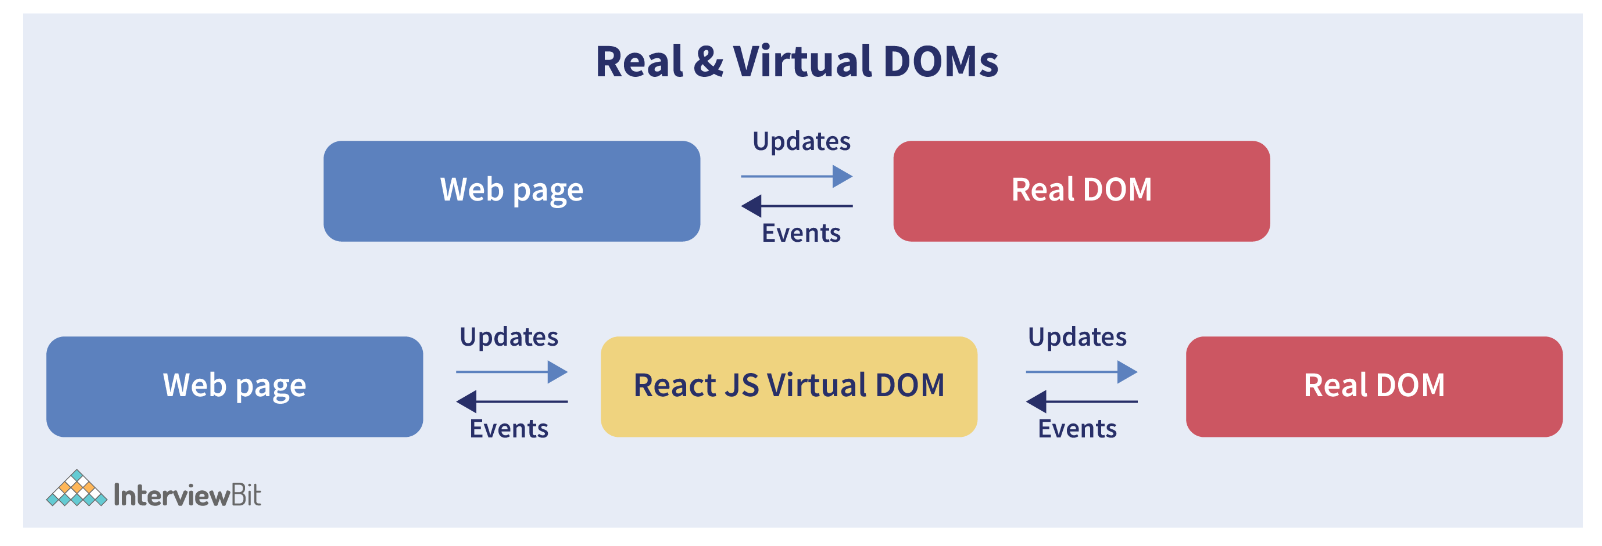 Real & Virtual DOMs
Updates
Web page
Real DOM
Events
Updates
Updates
Web page
React JS Virtual DOM
Real DOM
Events
Events
InterviewBit